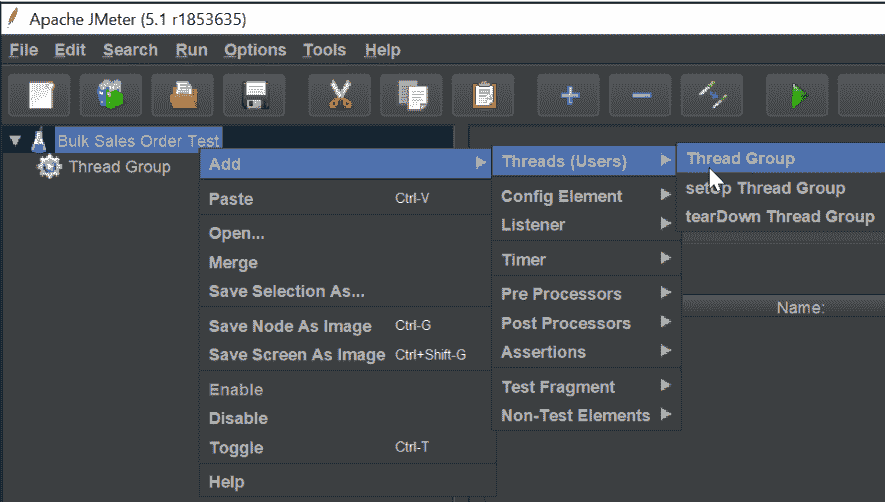 Apache JMeter (5.1 r1853635)
File Edit Search Run Options Tools Help
Bulk Sales Order Test
Thread Group
Add
Paste Ctrl-V
Open...
Merge
Save Selection As...
Save Node As Image Ctrl-G
Save Screen As Image Ctrl+Shift-G
Enable
Disable
Toggle Ctrl-T
Help
Threads (Users)
Config Element
Listener
Timer
Pre Processors
Post Processors
Assertions
Test Fragment
Non-Test Elements
Thread Group
setUp Thread Group
tearDown Thread Group
Name: